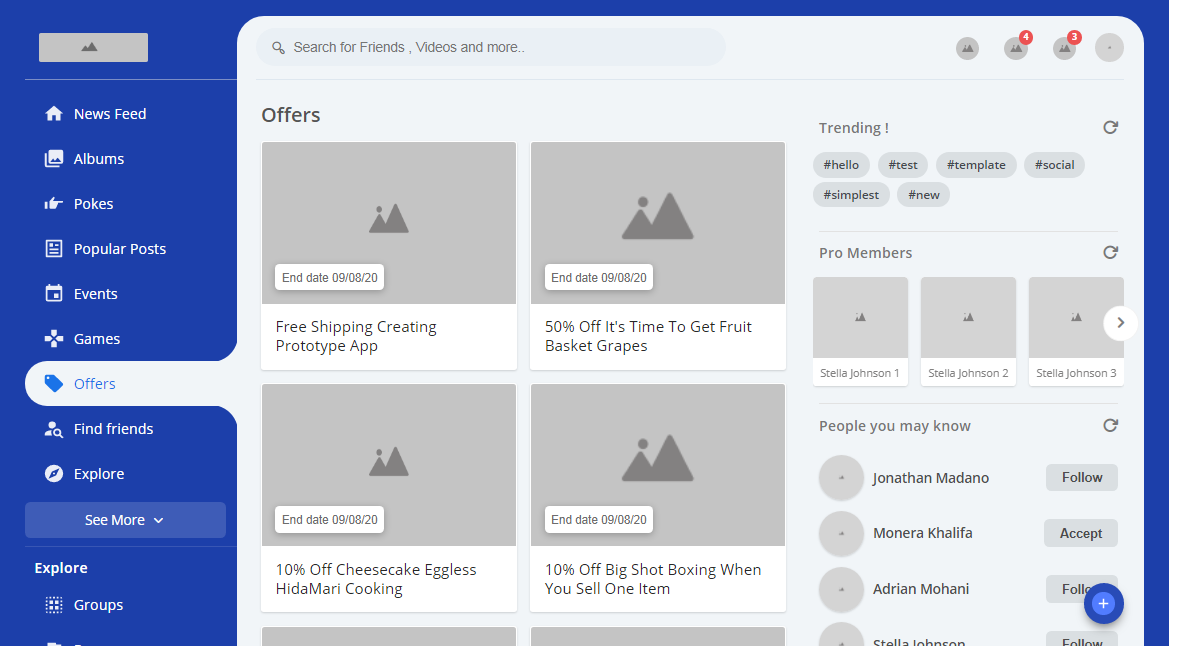 News Feed
Albums
Pokes
Popular Posts
Events
Games
Offers
Find friends
Explore
See More
Explore
Groups
Search for Friends , Videos and more..
4
3
Offers
End date 09/08/20
Free Shipping Creating
Prototype App
End date 09/08/20
50% Off It's Time To Get Fruit
Basket Grapes
End date 09/08/20
10% Off Cheesecake Eggless
HidaMari Cooking
End date 09/08/20
10% Off Big Shot Boxing When
You Sell One Item
Trending !
#hello #test #template #social
#simplest #new
Pro Members
Stella Johnson 1 Stella Johnson 2 Stella Johnson 3
People you may know
Jonathan Madano Follow
Monera Khalifa Accept
Adrian Mohani
Stella Johnson Follow